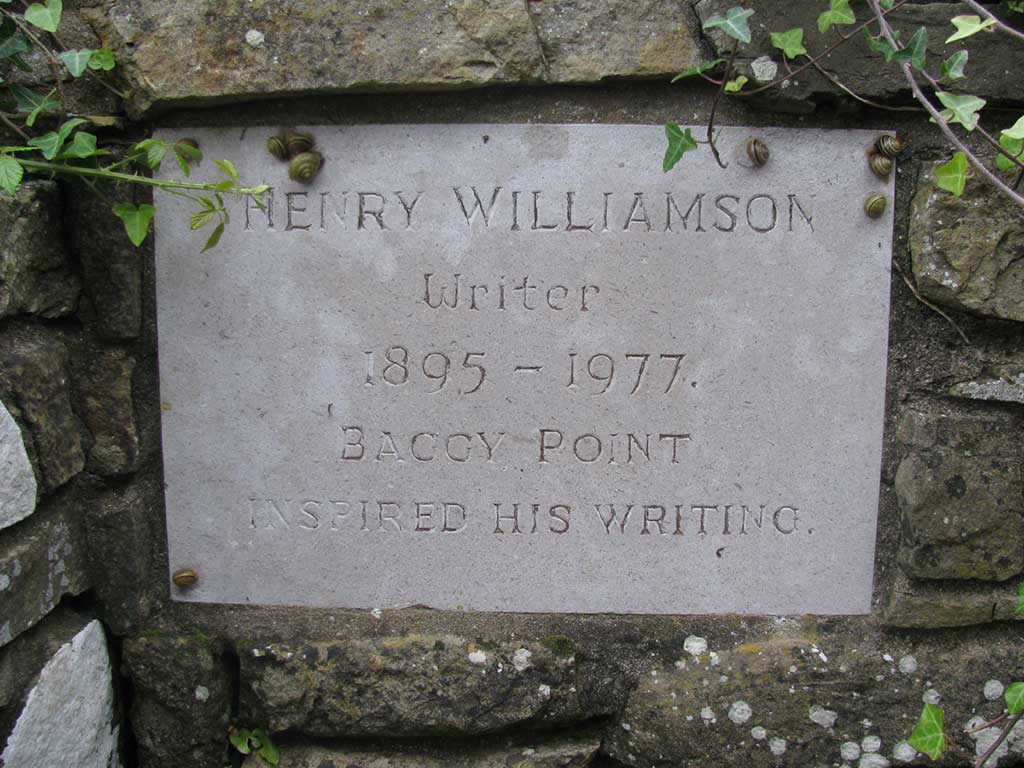 HENRY WILLIAMSON
Writer
1895 - 1977.
BAGGY POINT
INSPIRED HIS WRITING.